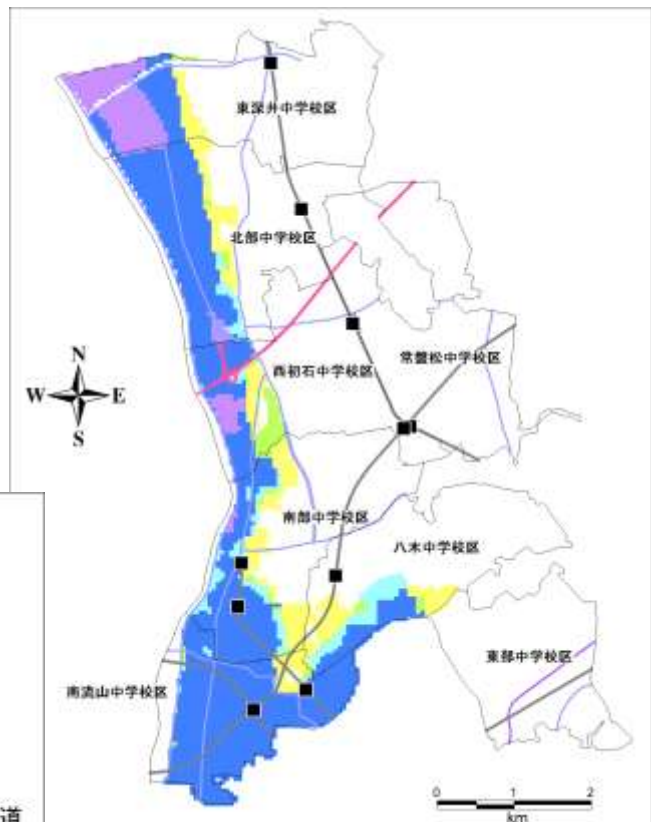 東深井中学校区
北部中学校区
常盤松中学校区
西初石中学校区
N
W
E
S
南部中学校区
八木中学校区
東部中学校区
南流山中学校区
道
0 1 2
km